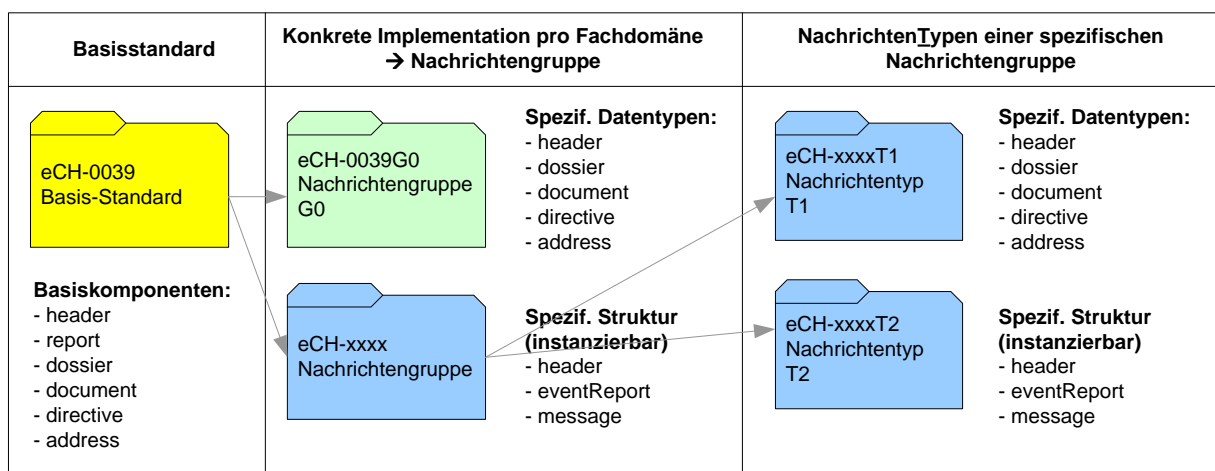 Basisstandard
Konkrete Implementation pro Fachdomäne
→ Nachrichtengruppe
NachrichtenTypen einer spezifischen
Nachrichtengruppe
eCH-0039
Basis-Standard
Basiskomponenten:
- header
- report
- dossier
- document
- directive
- address
eCH-0039G0
Nachrichtengruppe
G0
Spezif. Datentypen:
- header
- dossier
- document
- directive
- address
eCH-xxxx
Nachrichtengruppe
Spezif. Struktur
(instanzierbar)
- header
- eventReport
- message
eCH-xxxxT1
Nachrichtentyp
T1
Spezif. Datentypen:
- header
- dossier
- document
- directive
- address
eCH-xxxxT2
Nachrichtentyp
T2
Spezif. Struktur
(instanzierbar)
- header
- eventReport
- message